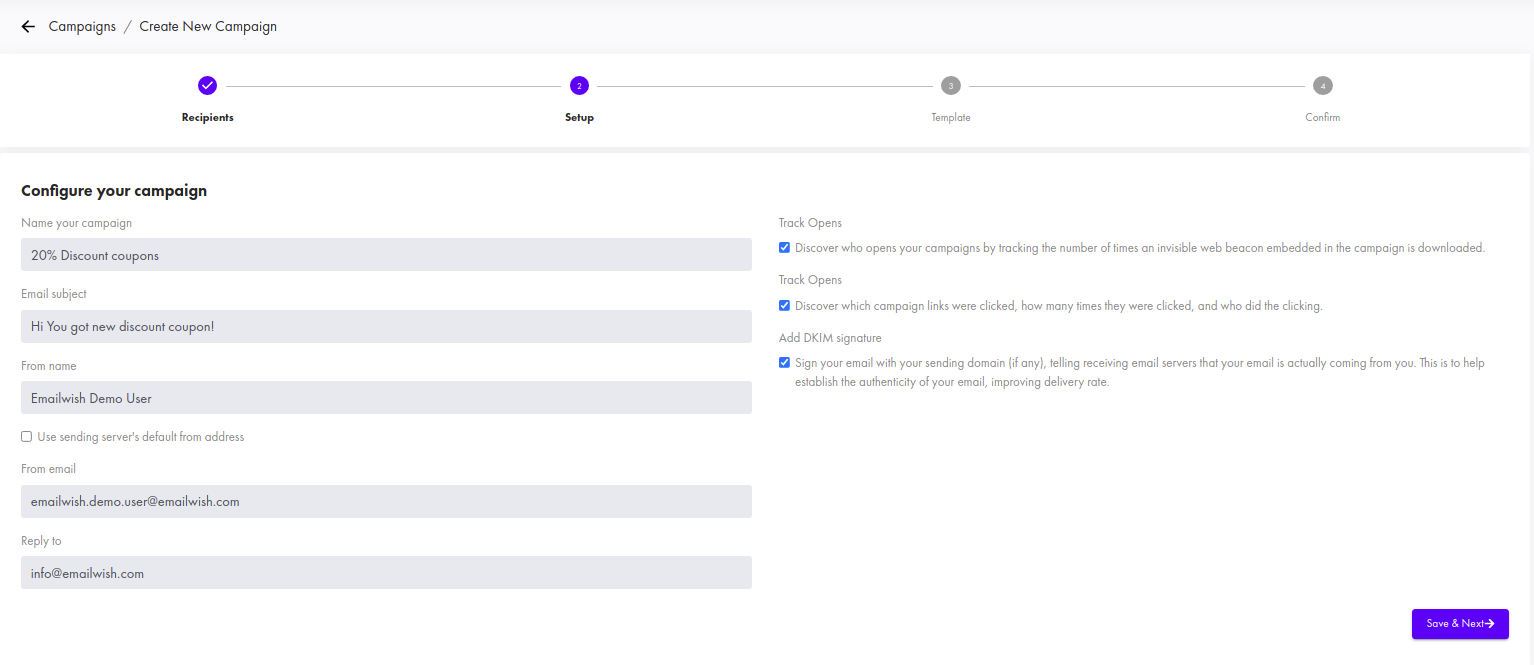 Campaigns / Create New Campaign
2
3
4
Recipients
Setup
Template
Confirm
Configure your campaign
Name your campaign
20% Discount coupons
Email subject
Hi You got new discount coupon!
From name
Emailwish Demo User
Use sending server's default from address
From email
emailwish.demo.user@emailwish.com
Reply to
info@emailwish.com
Track Opens
Discover who opens your campaigns by tracking the number of times an invisible web beacon embedded in the campaign is downloaded.
Track Opens
Discover which campaign links were clicked, how many times they were clicked, and who did the clicking.
Add DKIM signature
Sign your email with your sending domain (if any), telling receiving email servers that your email is actually coming from you. This is to help
establish the authenticity of your email, improving delivery rate.
Save & Next